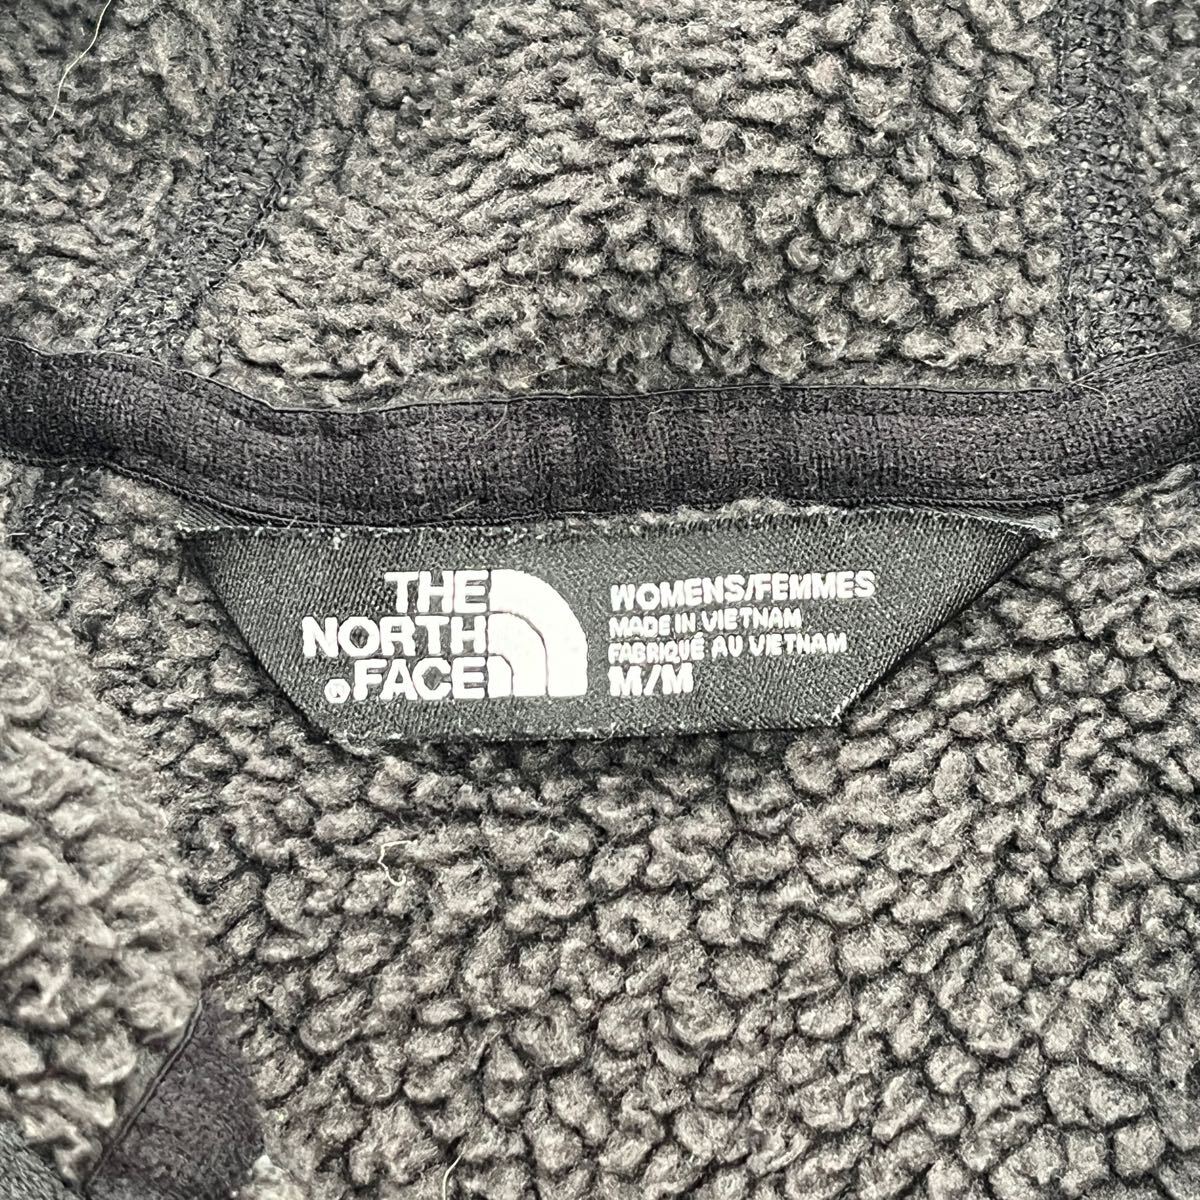 THE
NORTH
FACE
WOMENS/FEMMES
MADE IN VIETNAM
FABRIQUÉ AU VIETNAM
M/M